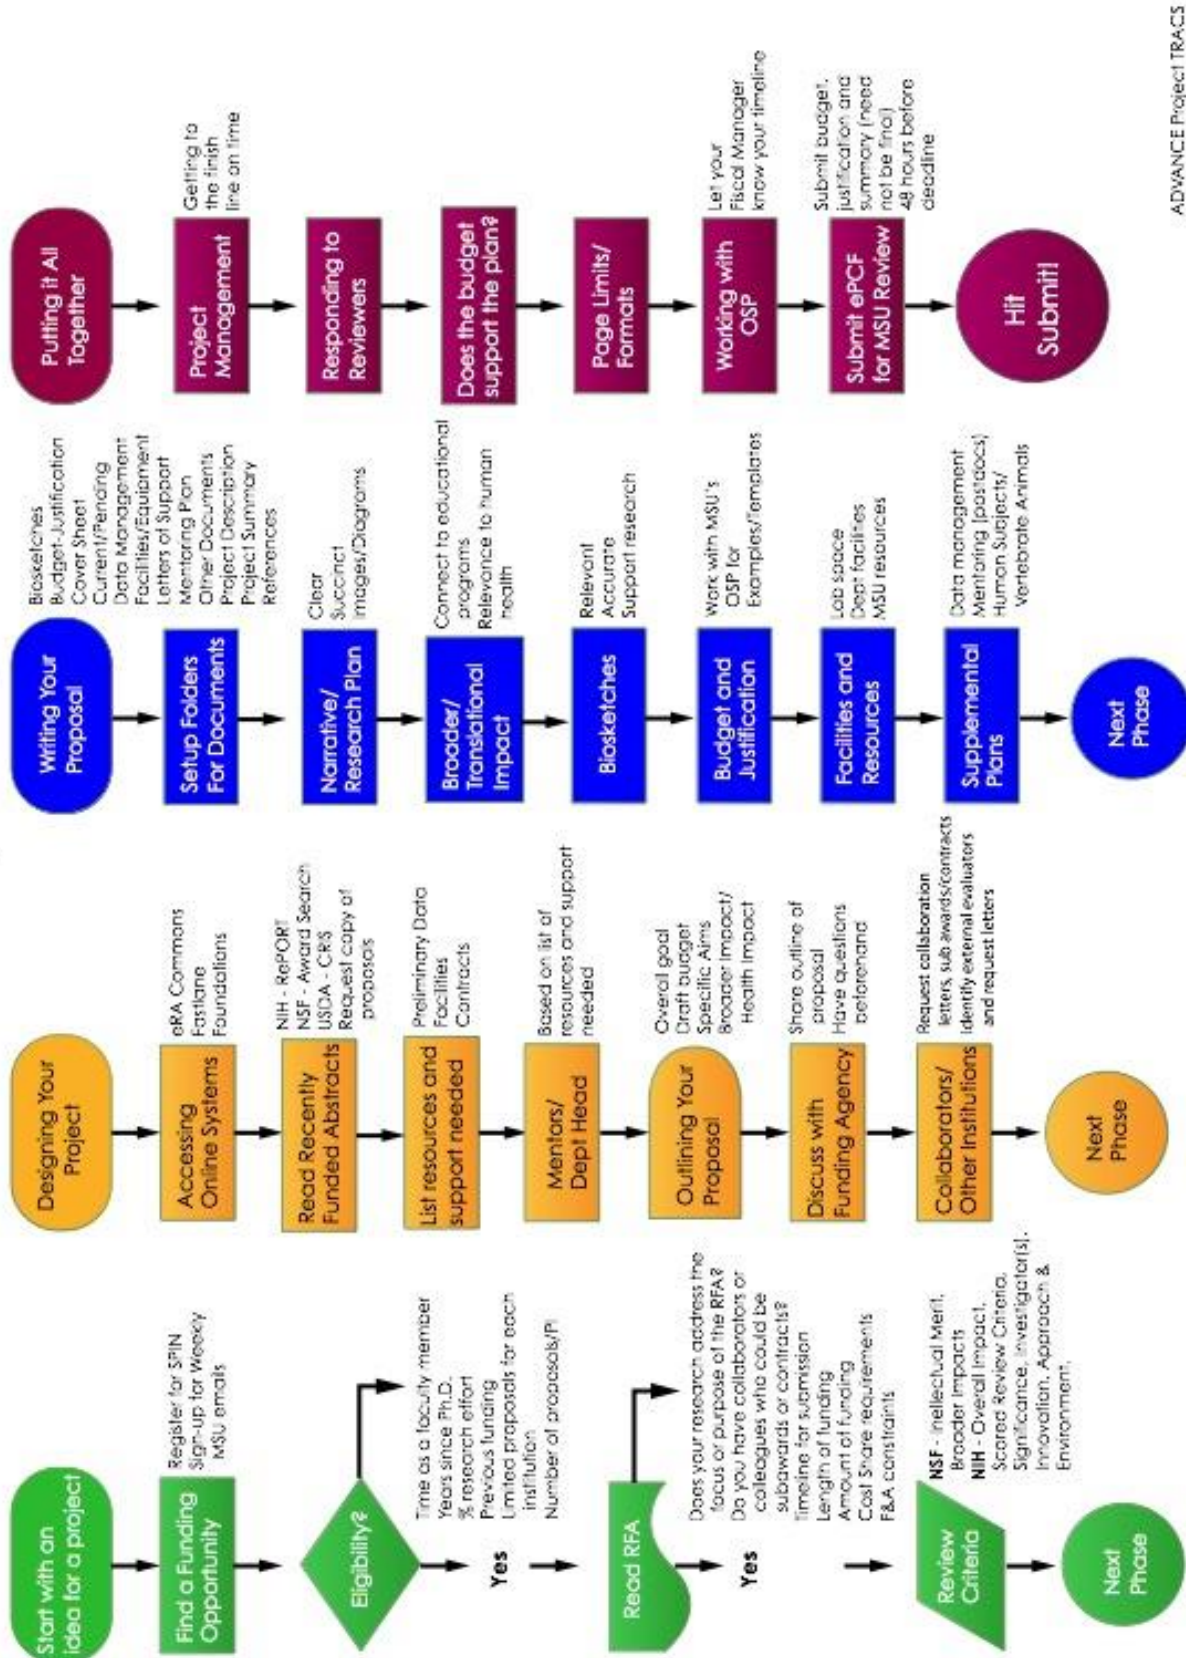 Start with an
idea for a project
Find a Funding
Opportunity
Register for SPIN
Sign-up for Weekly
MSU emails
Eligibility?
Time as a faculty member
Years since Ph.D.
% research effort
Previous funding
Limited proposals for each
institution
Number of proposals/PI
Yes
Read RFA
Does your research address the
focus or purpose of the RFA?
Do you have collaborators or
colleagues who could be
subawards or contracts?
Timeline for submission
Length of funding
Amount of funding
Cost Share requirements
F&A constraints
Yes
Review
Criteria
NSF - Inellectual Merit,
Broader Impacts
NIH - Overall Impact,
Scored Review Criteria,
Significance, Investigator(s),
Innovation, Approach &
Environment.
Next
Phase
Designing Your
Project
Accessing
Online Systems
eRA Commons
Fastlane
Foundations
Read Recently
Funded Abstracts
NIH - RePORT
NSF - Award Search
USDA - CRIS
Request copy of
proposals
List resources and
support needed
Preliminary Data
Facilities
Contracts
Mentors/
Dept Head
Based on list of
resources and support
needed
Outlining Your
Proposal
Overall goal
Draft budget
Specific Aims
Broader Impact/
Health Impact
Discuss with
Funding Agency
Share outline of
proposal
Have questions
beforehand
Collaborators/
Other Institutions
Request collaboration
letters, sub awards/contracts
Identify external evaluators
and request letters
Next
Phase
Writing Your
Proposal
Setup Folders
For Documents
Biosketches
Budget-Justification
Cover Sheet
Current/Pending
Data Management
Facilities/Equipment
Letters of Support
Mentoring Plan
Other Documents
Project Description
Project Summary
References
Narrative/
Research Plan
Clear
Succinct
Images/Diagrams
Broader/
Translational
Impact
Connect to educational
programs
Relevance to human
health
Biosketches
Relevant
Accurate
Support research
Budget and
Justification
Work with MSU's
OSP for
Examples/Templates
Facilities and
Resources
Lab space
Dept facilities
MSU resources
Supplemental
Plans
Data management
Mentoring (postdocs)
Human Subjects/
Vertebrate Animals
Next
Phase
Putting it All
Together
Project
Management
Getting to
the finish
line on time
Responding to
Reviewers
Does the budget
support the plan?
Page Limits/
Formats
Working with
OSP
Let your
Fiscal Manager
know your timeline
Submit ePCF
for MSU Review
Submit budget,
justification and
summary (need
not be final)
48 hours before
deadline
Hit
Submit!
ADVANCE Project TRACS